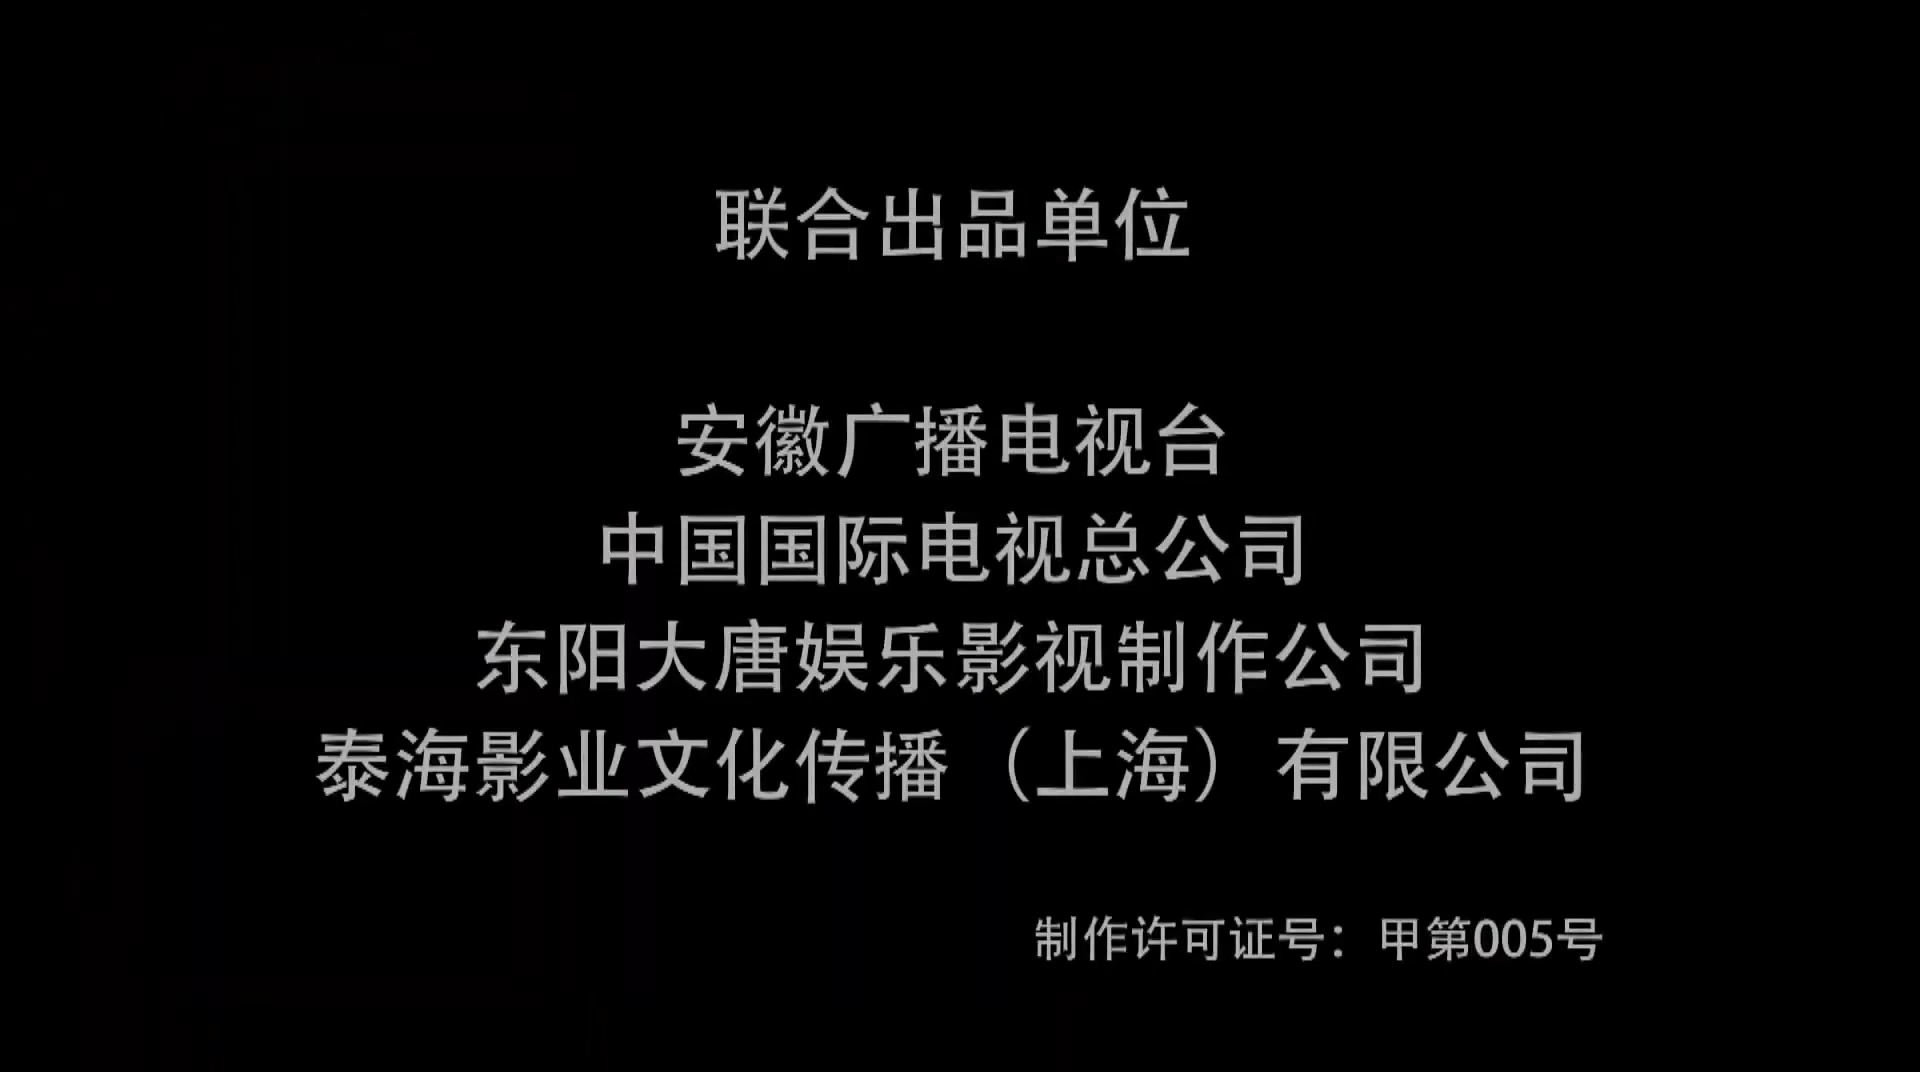 联合出品单位
安徽广播电视台
中国国际电视总公司
东阳大唐娱乐影视制作公司
泰海影业文化传播（上海）有限公司
制作许可证号：甲第005号